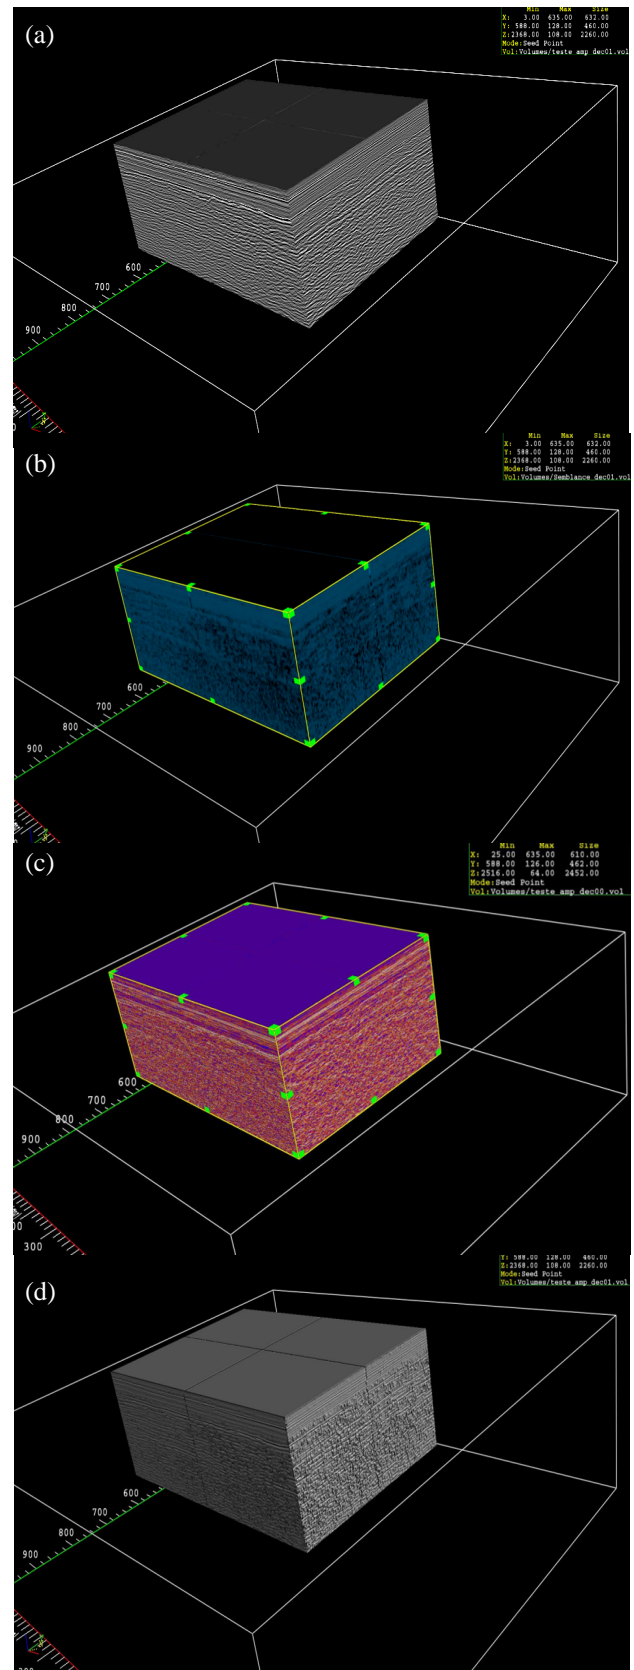 (a)
Min Max Size
X: 3.00 635.00 632.00
Y: 588.00 128.00 460.00
Z:2368.00 108.00 2260.00
Mode:Seed Point
Vol:Volumes/teste amp dec01.vol
600
700
800
900
(b)
Min Max Size
X: 3.00 635.00 632.00
Y: 588.00 128.00 460.00
Z:2368.00 108.00 2260.00
Mode:Seed Point
Vol:Volumes/Semblance dec01.vol
600
700
800
900
(c)
Min Max Size
X: 25.00 635.00 610.00
Y: 588.00 126.00 462.00
Z:2516.00 64.00 2452.00
Mode:Seed Point
Vol:Volumes/teste amp dec00.vol
600
700
800
900
300
(d)
Y: 588.00 128.00 460.00
Z:2368.00 108.00 2260.00
Mode:Seed Point
Vol:Volumes/teste amp dec01.vol
600
700
800
900